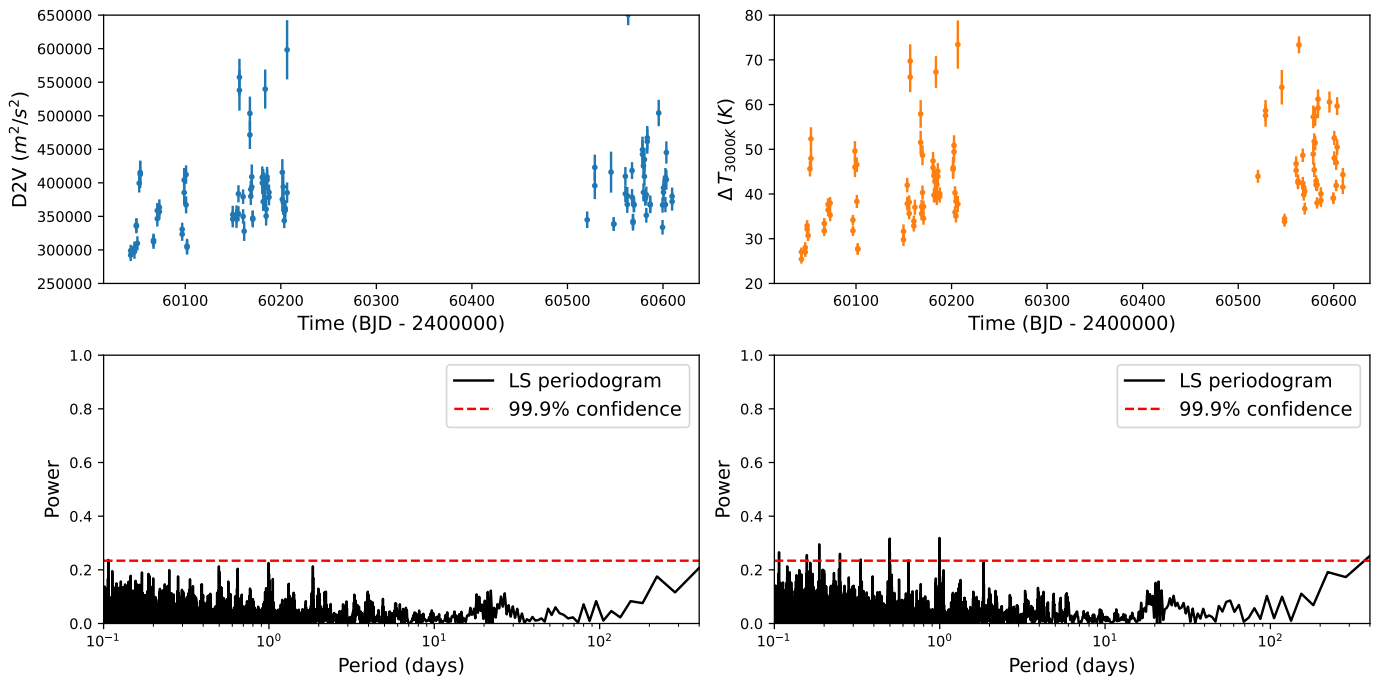 650000
600000
550000
500000
450000
400000
350000
300000
250000
D2V (m²/s²)
60100 60200 60300 60400 60500 60600
Time (BJD - 2400000)
80
70
60
50
40
30
20
Δ T₃₀₀₀K (K)
60100 60200 60300 60400 60500 60600
Time (BJD - 2400000)
1.0
0.8
0.6
0.4
0.2
0.0
Power
LS periodogram
99.9% confidence
10⁻¹ 10⁰ 10¹ 10²
Period (days)
1.0
0.8
0.6
0.4
0.2
0.0
Power
LS periodogram
99.9% confidence
10⁻¹ 10⁰ 10¹ 10²
Period (days)